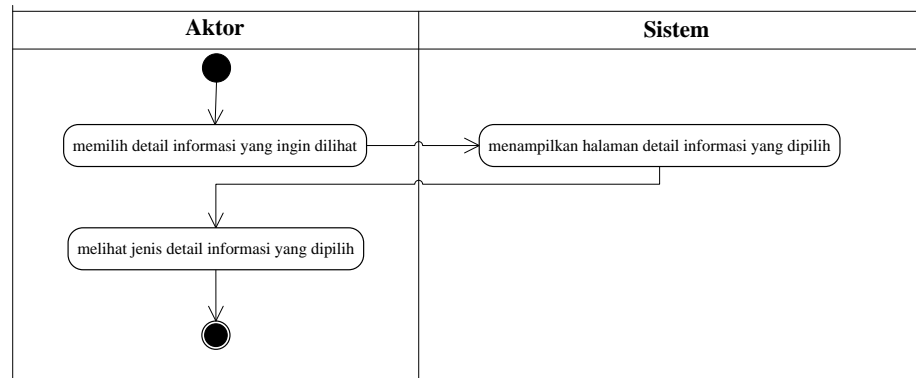 Aktor
Sistem
memilih detail informasi yang ingin dilihat
menampilkan halaman detail informasi yang dipilih
melihat jenis detail informasi yang dipilih